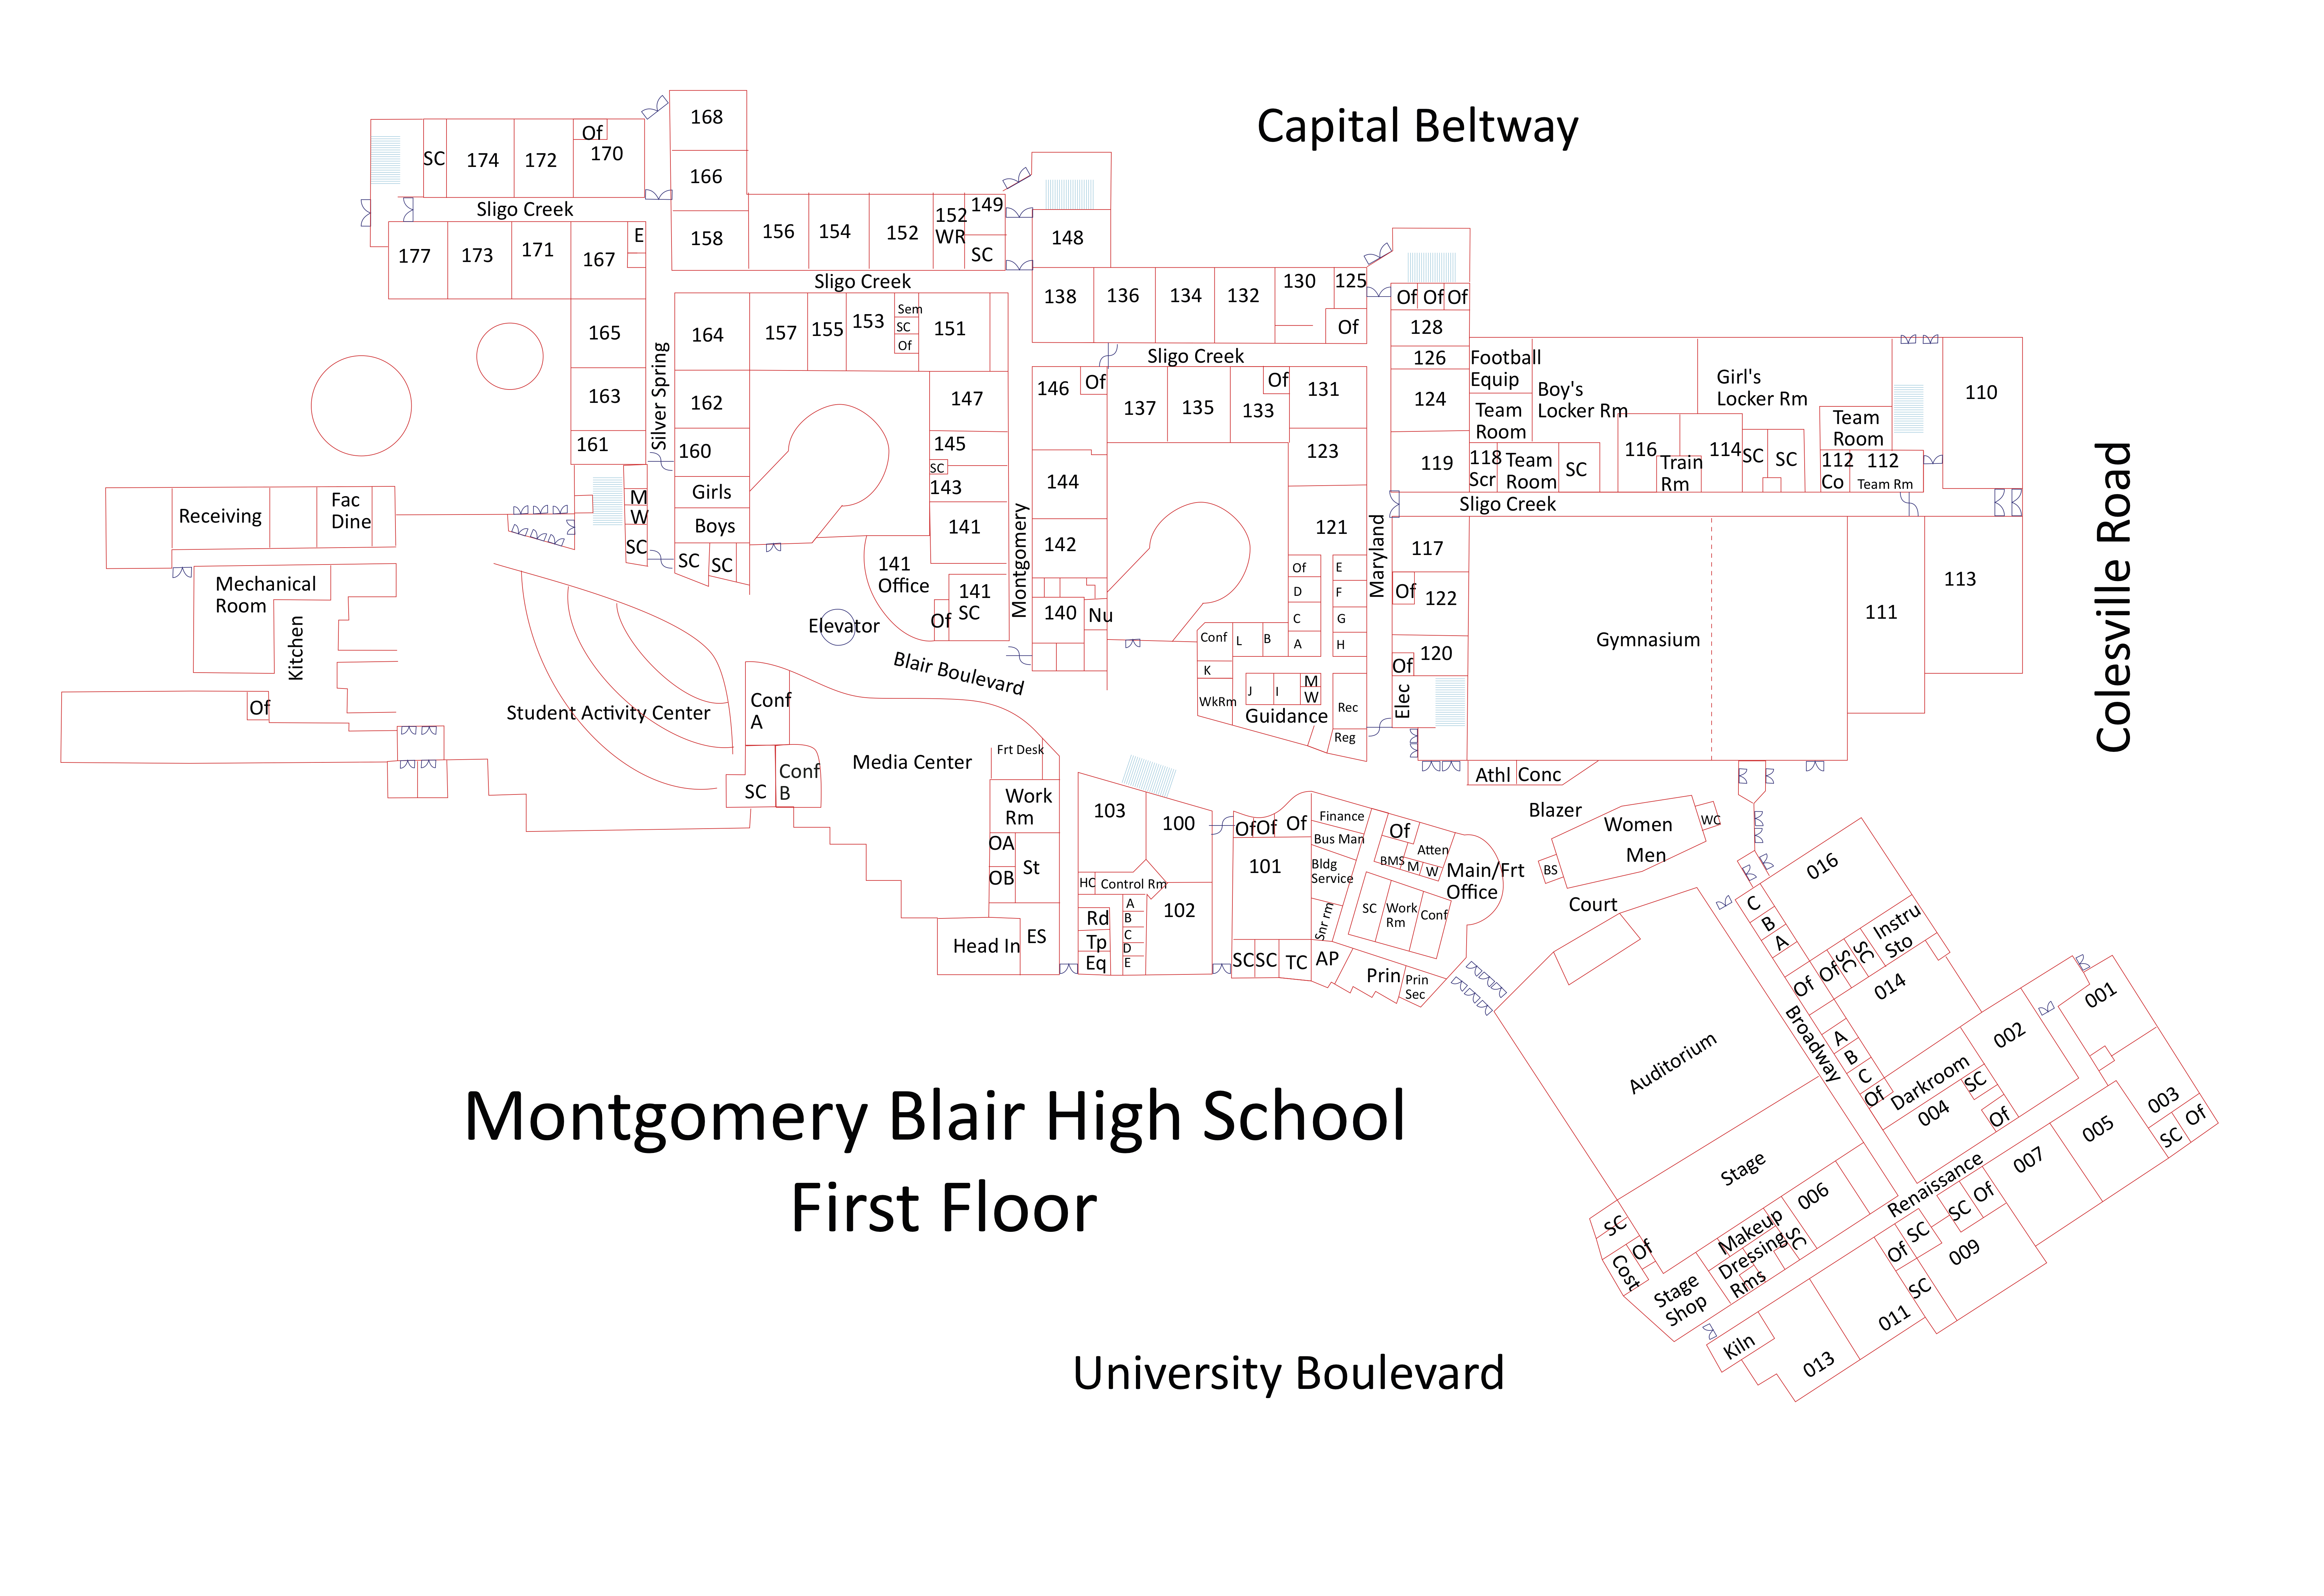 Capital Beltway
168
Of
SC
174
172
170
166
Sligo Creek
149
152
WR
158
156
154
152
SC
148
E
177
173
171
167
Sligo Creek
138
136
134
132
130
125
Of
Of
Of
Of
128
165
164
157
155
153
Sem
SC
Of
151
Sligo Creek
126
Football
Equip
Boy's
Locker Rm
Girl's
Locker Rm
110
163
Silver Spring
162
147
146
Of
137
135
133
Of
131
124
Team
Room
Team
Room
161
160
145
SC
143
144
123
119
118
Scr
Team
Room
SC
116
Train
Rm
114
SC
SC
112
Co
112
Team Rm
Sligo Creek
Colesville Road
Receiving
Fac
Dine
M
W
SC
Girls
Boys
SC
SC
141
Montgomery
142
121
Maryland
117
113
Mechanical
Room
Kitchen
141
Office
141
SC
Of
140
Nu
Of
D
C
A
E
F
G
H
Of
122
111
Elevator
Conf
L
B
K
WkRm
J
I
M
W
Guidance
Rec
Reg
120
Of
Elec
Gymnasium
Blair Boulevard
Of
Student Activity Center
Conf
A
Conf
B
SC
Media Center
Frt Desk
Work
Rm
OA
OB
St
Head In
ES
103
100
HC
Control Rm
Rd
Tp
Eq
A
B
C
D
E
102
Of
Of
Of
101
SC
SC
TC
Finance
Bus Man
Bldg
Service
Snr rm
AP
Of
BMS
Atten
M
W
SC
Work
Rm
Conf
Prin
Prin
Sec
Main/Frt
Office
Athl
Conc
Blazer
Women
Men
WC
BS
Court
016
C
B
A
Instru
Sto
SC
SC
Of
Of
014
Broadway
A
B
C
Of
Darkroom
002
001
004
SC
Of
003
SC
Of
Auditorium
Stage
005
007
Renaissance
Of
SC
009
SC
Of
SC
011
013
Kiln
006
Makeup
Dressing
Rms
SC
SC
Of
Cost
Stage
Shop
Montgomery Blair High School
First Floor
University Boulevard